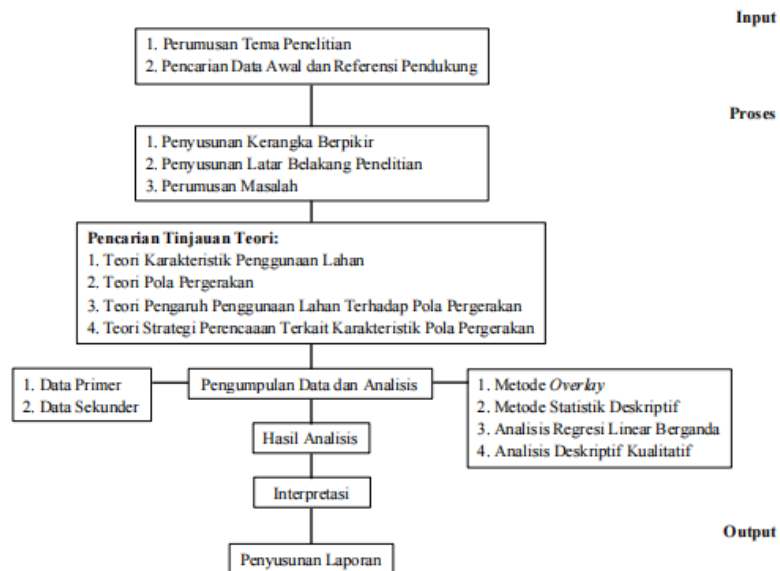 Input
1. Perumusan Tema Penelitian
2. Pencarian Data Awal dan Referensi Pendukung
Proses
1. Penyusunan Kerangka Berpikir
2. Penyusunan Latar Belakang Penelitian
3. Perumusan Masalah
Pencarian Tinjauan Teori:
1. Teori Karakteristik Penggunaan Lahan
2. Teori Pola Pergerakan
3. Teori Pengaruh Penggunaan Lahan Terhadap Pola Pergerakan
4. Teori Strategi Perencaaan Terkait Karakteristik Pola Pergerakan
1. Data Primer
2. Data Sekunder
Pengumpulan Data dan Analisis
1. Metode Overlay
2. Metode Statistik Deskriptif
3. Analisis Regresi Linear Berganda
4. Analisis Deskriptif Kualitatif
Hasil Analisis
Interpretasi
Output
Penyusunan Laporan